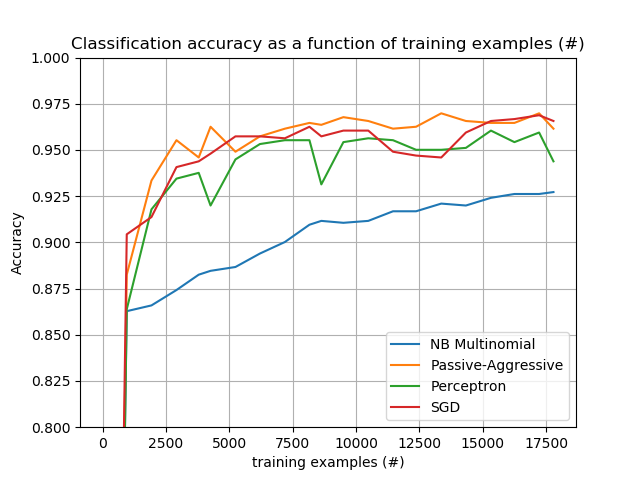 Classification accuracy as a function of training examples (#)
1.000
0.975
0.950
0.925
0.900
0.875
0.850
0.825
0.800
Accuracy
NB Multinomial
Passive-Aggressive
Perceptron
SGD
0 2500 5000 7500 10000 12500 15000 17500
training examples (#)